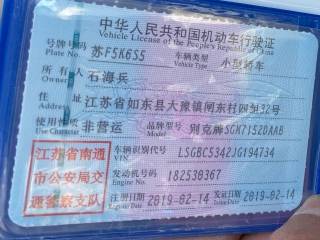 中华人民共和国机动车行驶证
Vehicle License of the People's Republic of China
号牌号码 苏F5K6S5 车辆类型 小型轿车
Plate No. Vehicle Type
所有人 石海兵
Owner
住址 江苏省如东县大豫镇闸东村四组32号
Address
使用性质 非营运 品牌型号 别克牌SGK7152DAAB
Model
江苏省南通
市公安局交
通警察支队
车辆识别代号 LSGBC5342JG194734
VIN
发动机号码 182530367
Engine No.
注册日期 2019-02-14 发证日期 2019-02-14
Register Date Issue Date